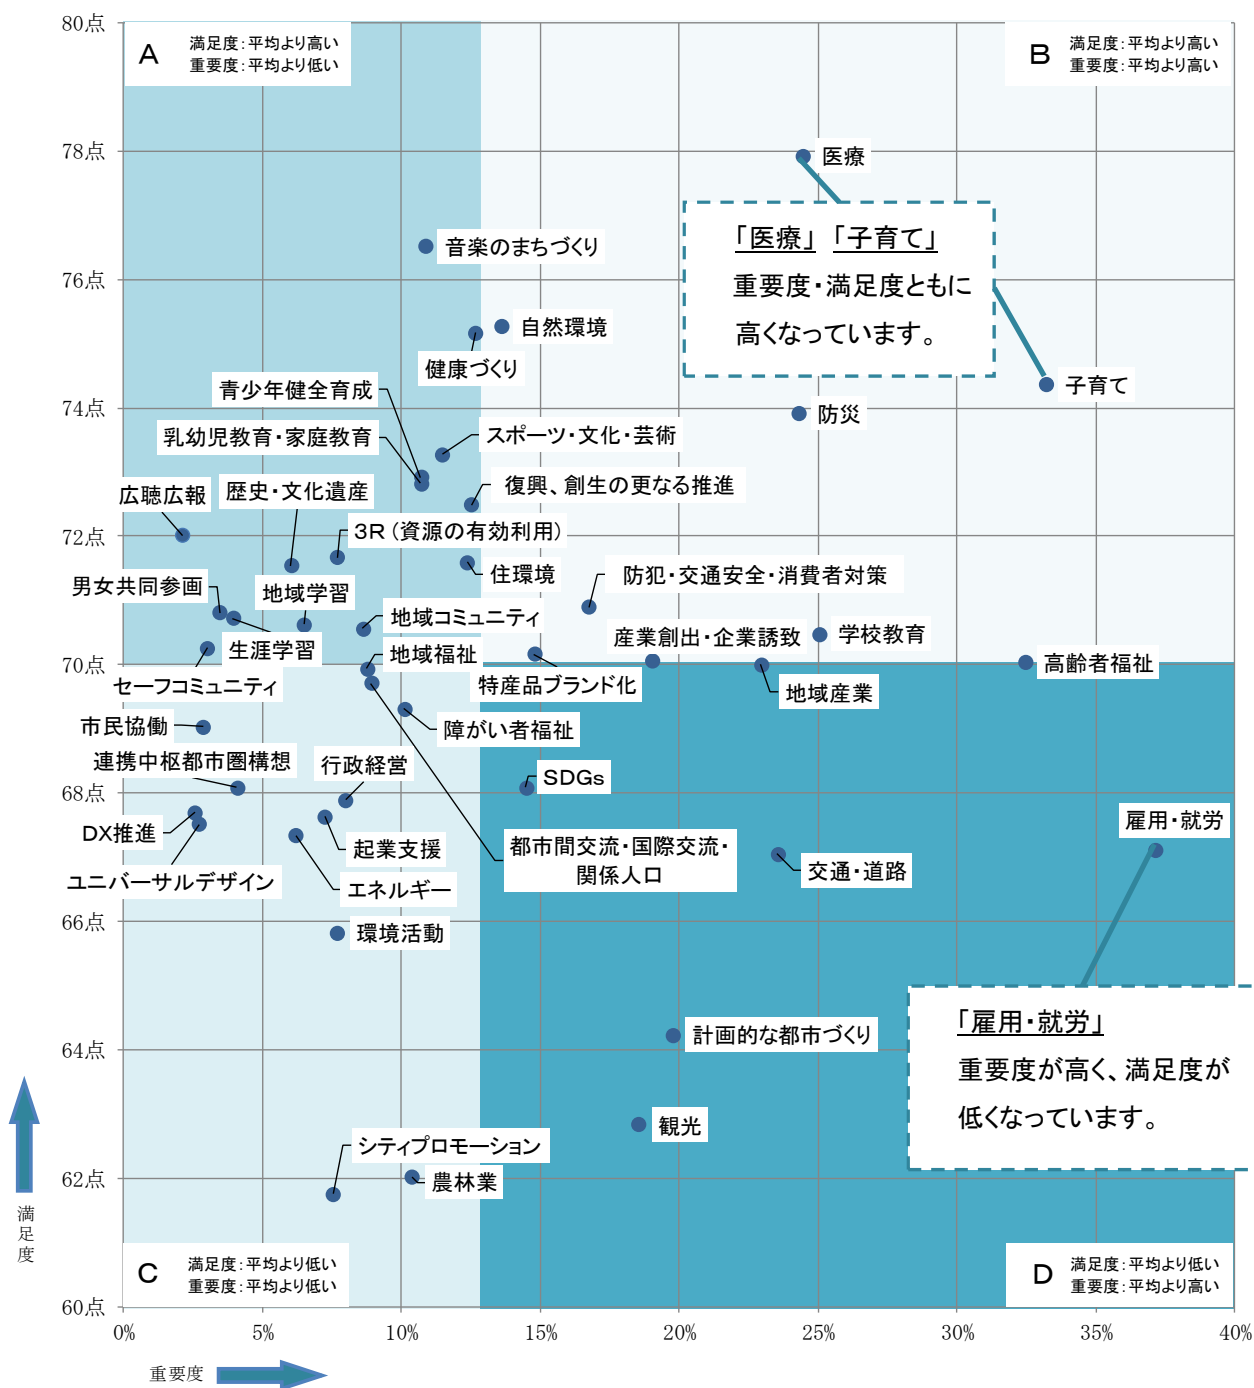 80点
A
満足度：平均より高い
重要度：平均より低い
B
満足度：平均より高い
重要度：平均より高い
78点
医療
「医療」「子育て」
重要度・満足度ともに
高くなっています。
音楽のまちづくり
76点
自然環境
健康づくり
青少年健全育成
子育て
74点
防災
乳幼児教育・家庭教育
スポーツ・文化・芸術
広聴広報
歴史・文化遺産
復興、創生の更なる推進
72点
3R（資源の有効利用）
住環境
防犯・交通安全・消費者対策
男女共同参画
地域学習
地域コミュニティ
産業創出・企業誘致
学校教育
生涯学習
地域福祉
70点
高齢者福祉
セーフコミュニティ
特産品ブランド化
地域産業
市民協働
障がい者福祉
連携中枢都市圏構想
行政経営
SDGs
68点
DX推進
起業支援
都市間交流・国際交流・
関係人口
雇用・就労
交通・道路
ユニバーサルデザイン
エネルギー
66点
環境活動
64点
計画的な都市づくり
「雇用・就労」
重要度が高く、満足度が
低くなっています。
観光
シティプロモーション
62点
農林業
満足度
C
満足度：平均より低い
重要度：平均より低い
D
満足度：平均より低い
重要度：平均より高い
60点
0%
5%
10%
15%
20%
25%
30%
35%
40%
重要度